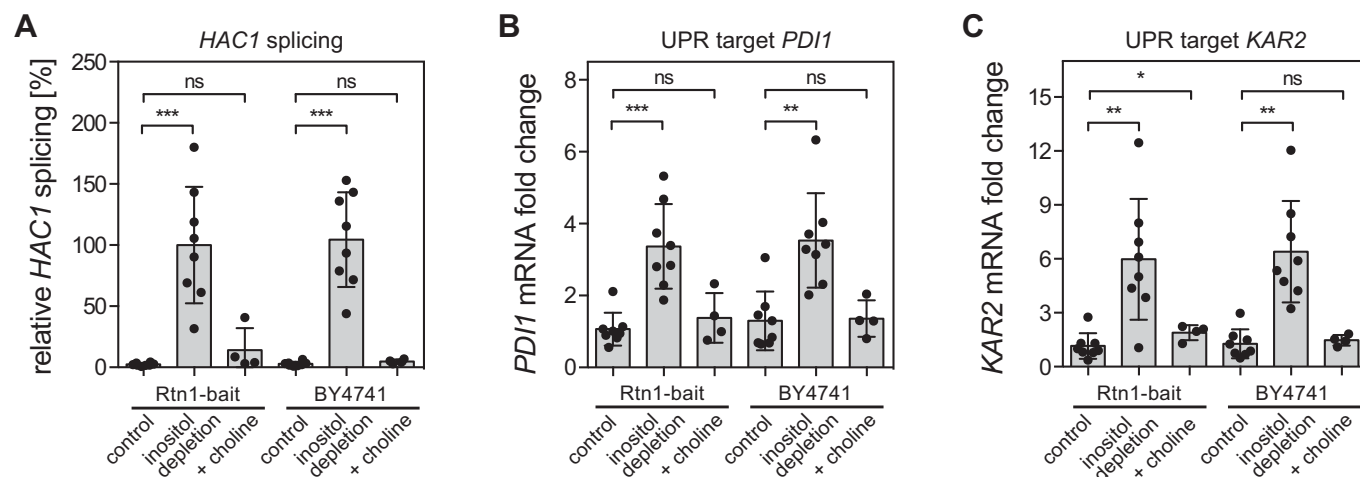 A
HAC1 splicing
relative HAC1 splicing [%]
250
200
150
100
50
0
ns
ns
***
***
Rtn1-bait
BY4741
control
inositol
depletion
+ choline
control
inositol
depletion
+ choline
B
UPR target PDI1
PDI1 mRNA fold change
8
6
4
2
0
ns
ns
***
**
Rtn1-bait
BY4741
control
inositol
depletion
+ choline
control
inositol
depletion
+ choline
C
UPR target KAR2
KAR2 mRNA fold change
15
12
9
6
3
0
*
ns
**
**
Rtn1-bait
BY4741
control
inositol
depletion
+ choline
control
inositol
depletion
+ choline